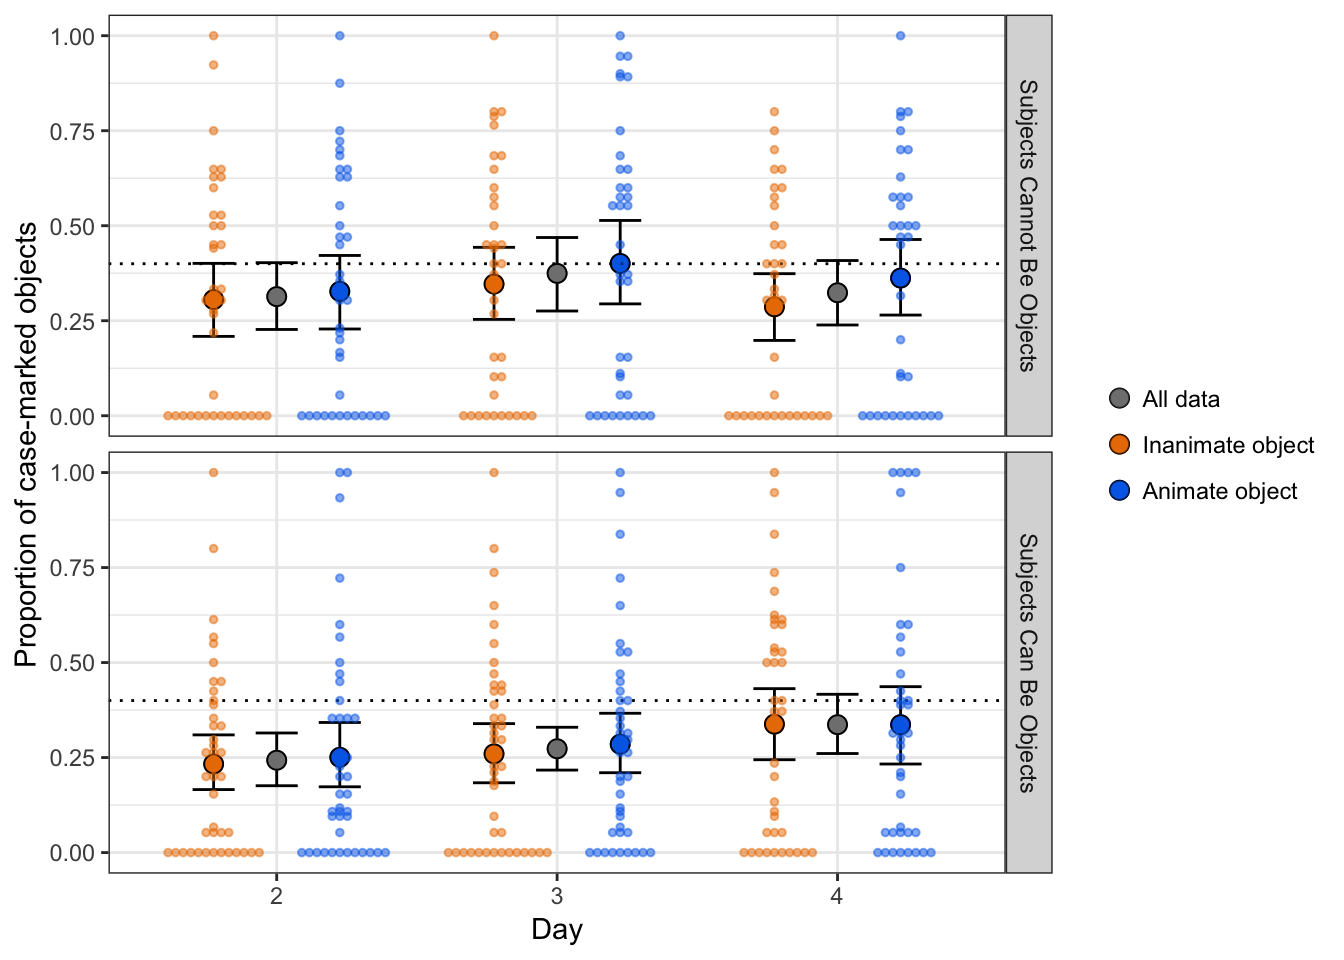 Proportion of case-marked objects
1.00
0.75
0.50
0.25
0.00
Subjects Cannot Be Objects
1.00
0.75
0.50
0.25
0.00
Subjects Can Be Objects
2
3
4
Day
All data
Inanimate object
Animate object